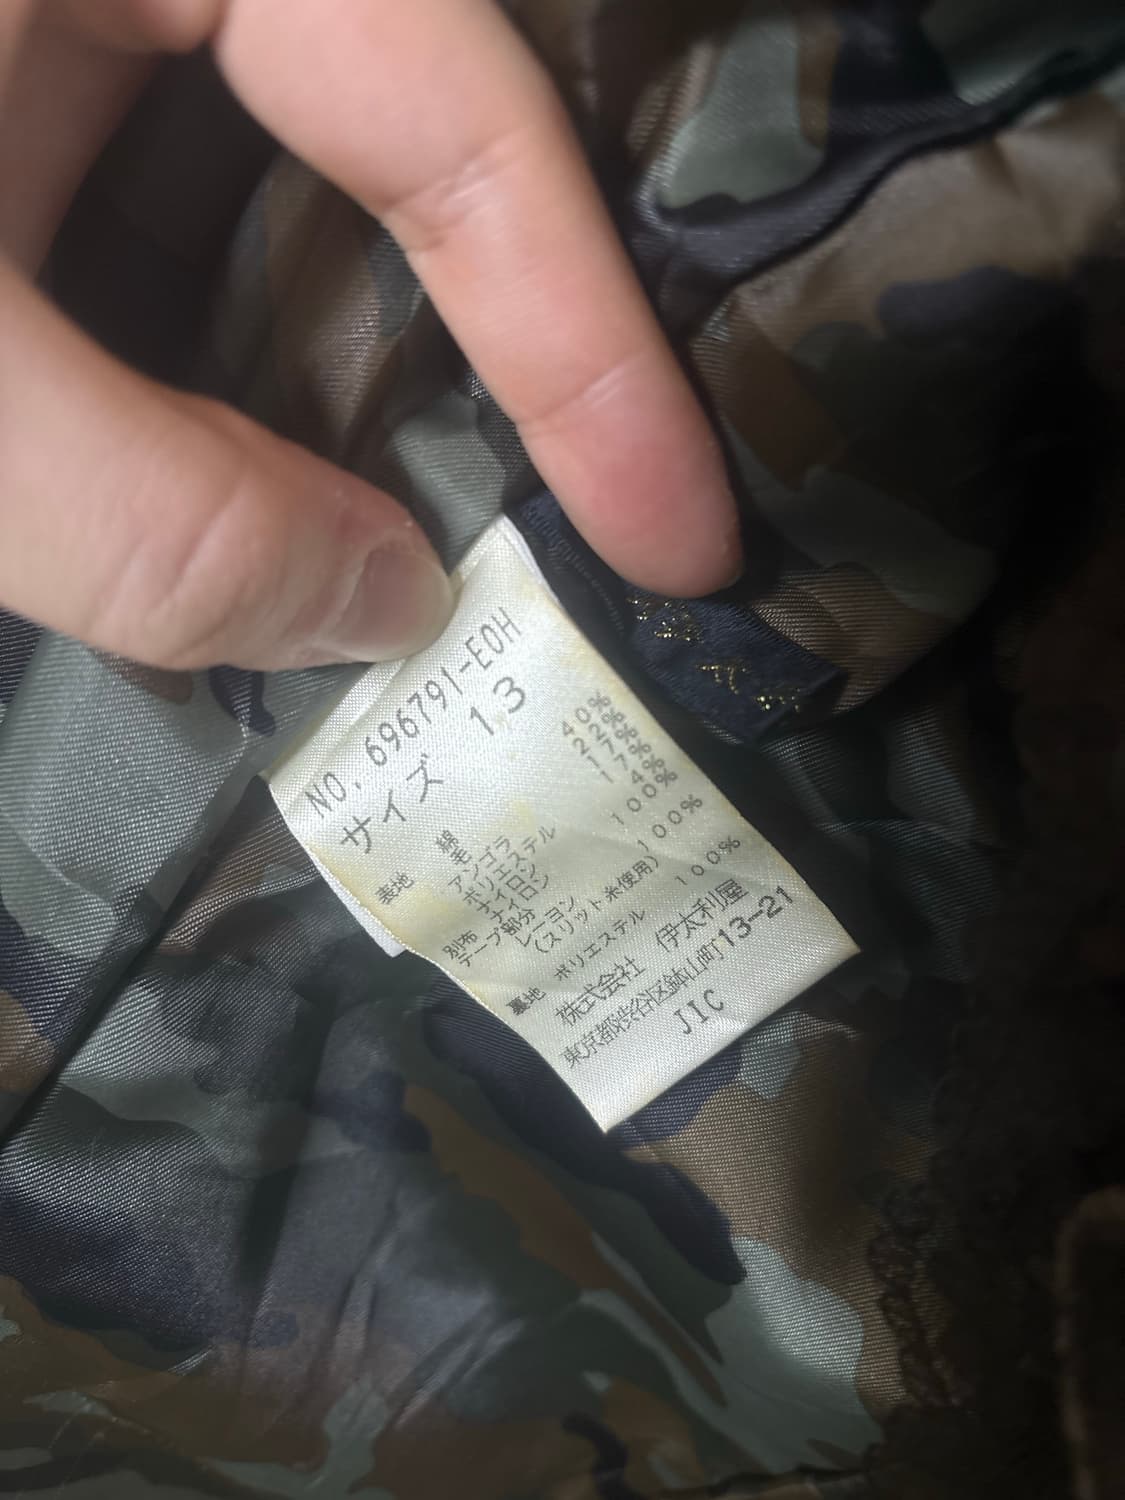 NO. 696791-EOH
サイズ 13
表地 綿 40%
毛 22%
アンゴラ 17%
ポリエステル 17%
ナイロン 4%
別布 ナイロン 100%
テープ部分 レーヨン 100%
(スリット糸使用)
裏地 ポリエステル 100%
株式会社 伊太利屋
東京都渋谷区鉢山町13-21
JIC